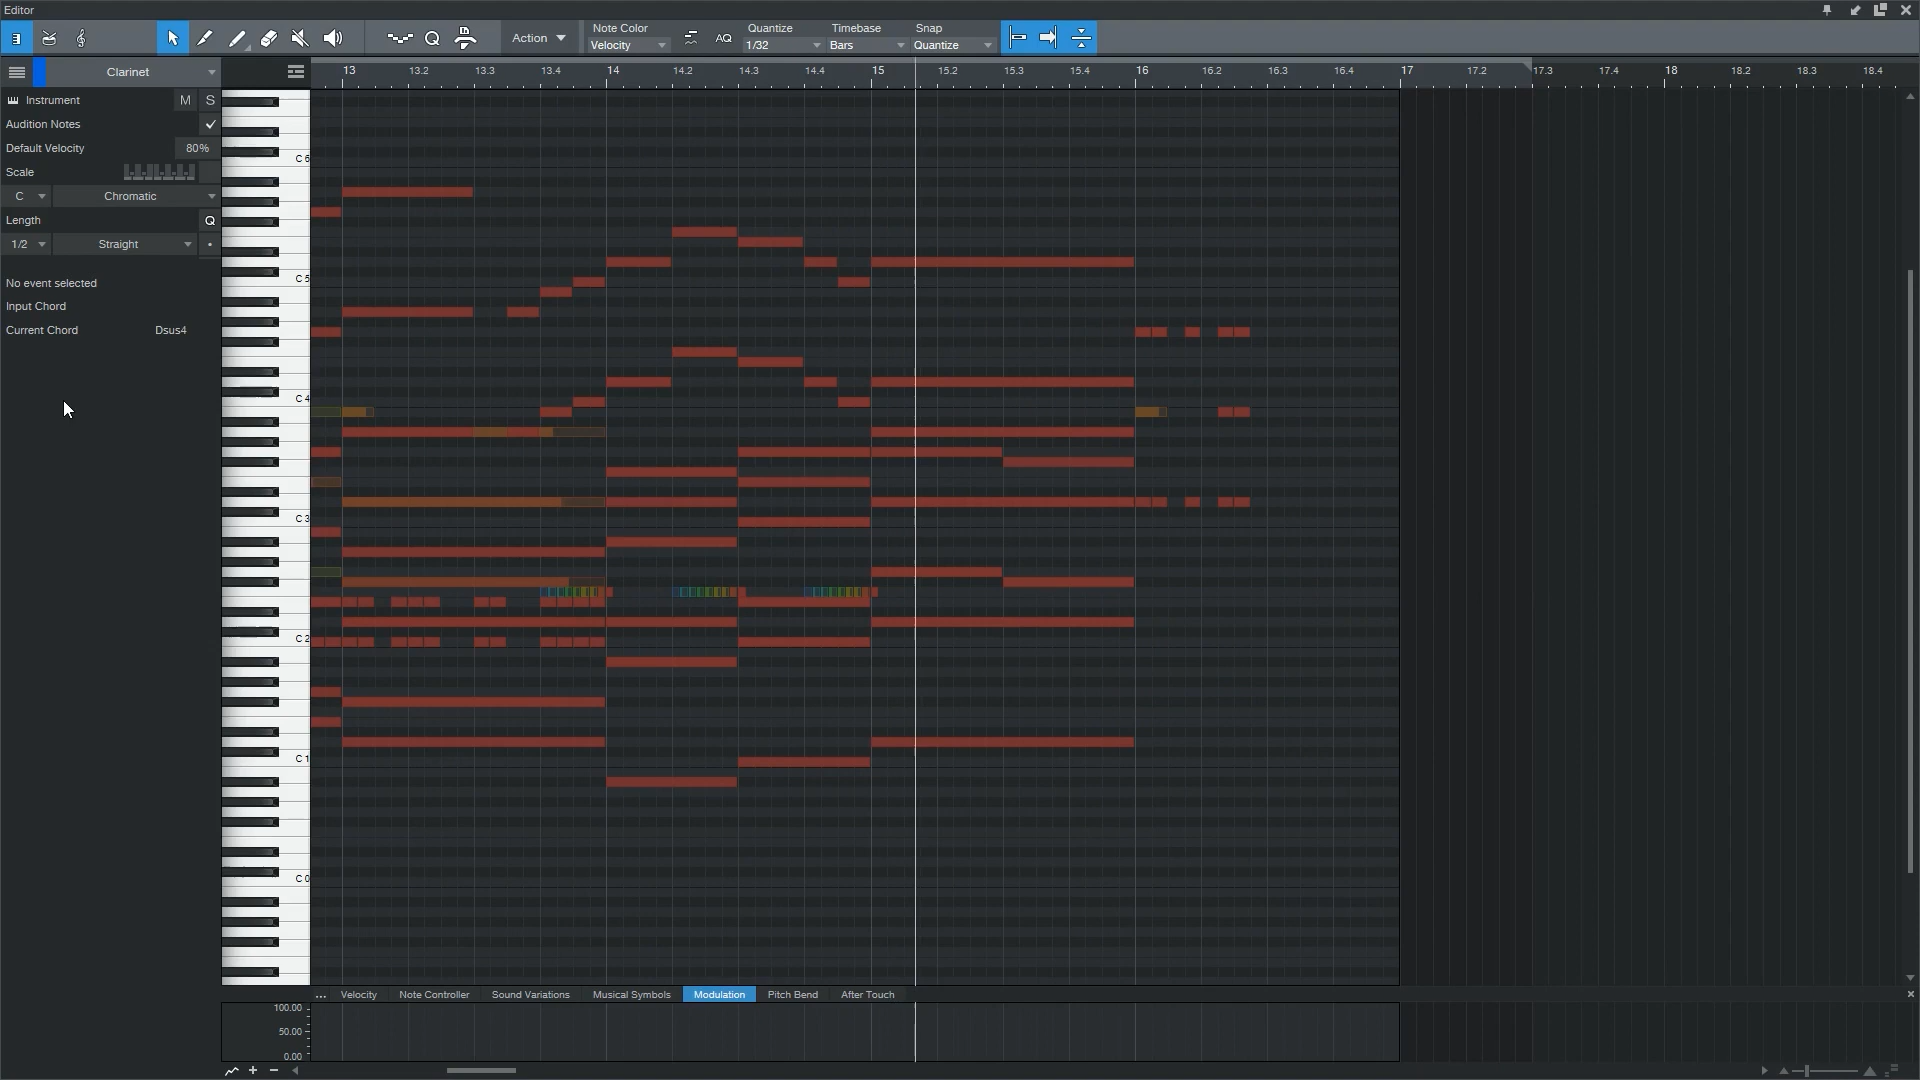 Editor
Action
Note Color
Velocity
AQ
Quantize
1/32
Timebase
Bars
Snap
Quantize
Clarinet
13 13.2 13.3 13.4 14 14.2 14.3 14.4 15 15.2 15.3 15.4 16 16.2 16.3 16.4 17 17.2 17.3 17.4 18 18.2 18.3 18.4
Instrument M S
Audition Notes
Default Velocity 80%
Scale
C Chromatic
Length Q
1/2 Straight
No event selected
Input Chord
Current Chord Dsus4
C 6
C 5
C 4
C 3
C 2
C 1
C 0
... Velocity Note Controller Sound Variations Musical Symbols Modulation Pitch Bend After Touch
100.00
50.00
0.00